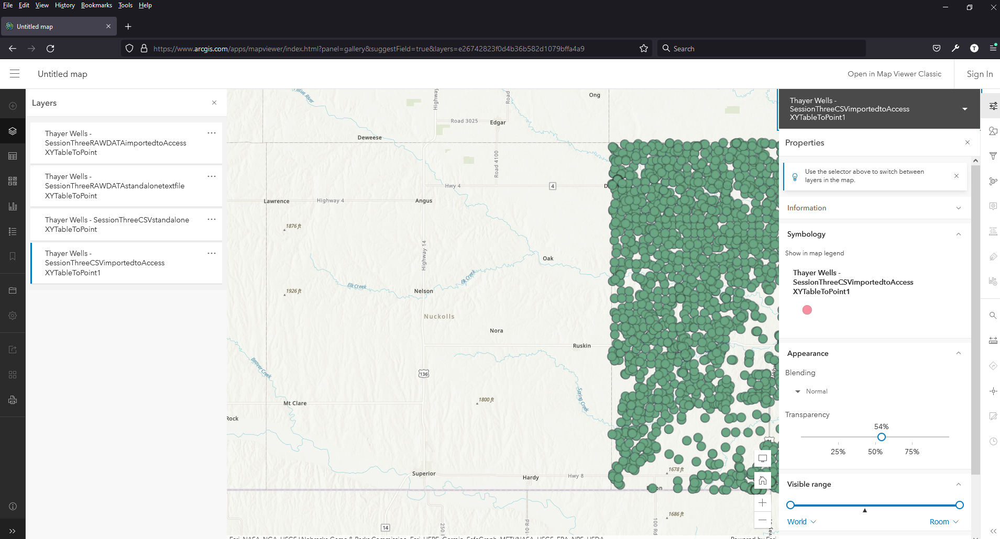 File Edit View History Bookmarks Tools Help
Untitled map
https://www.arcgis.com/apps/mapviewer/index.html?panel=gallery&suggestField=true&layers=e26742823f0d4b36b582d1079bffa4a9
Search
T
Untitled map
Open in Map Viewer Classic
Sign In
Layers
Thayer Wells -
SessionThreeRAWDATAimportedtoAccess
XYTableToPoint
Thayer Wells -
SessionThreeRAWDATAstandalonetextfile
XYTableToPoint
Thayer Wells - SessionThreeCSVstandalone
XYTableToPoint
Thayer Wells -
SessionThreeCSVimportedtoAccess
XYTableToPoint1
Highway
Road
Ong
Road 3025
Edgar
Deweese
Road 4100
Hwy 4
4
Lawrence
Highway 4
Angus
1876 ft
Highway 14
Oak
Elk Creek
Elk Creek
1926 ft
Nelson
Nuckolls
Nora
Ruskin
Beaver Creek
136
Spring Creek
1800 ft
Mt Clare
Rock
Superior
Hardy
Hwy 8
1678 ft
1686 ft
14
100 Rd
Thayer Wells -
SessionThreeCSVimportedtoAccess
XYTableToPoint1
Properties
Use the selector above to switch between
layers in the map.
Information
Symbology
Show in map legend
Thayer Wells -
SessionThreeCSVimportedtoAccess
XYTableToPoint1
Appearance
Blending
Normal
Transparency
54%
25% 50% 75%
Visible range
World
Room